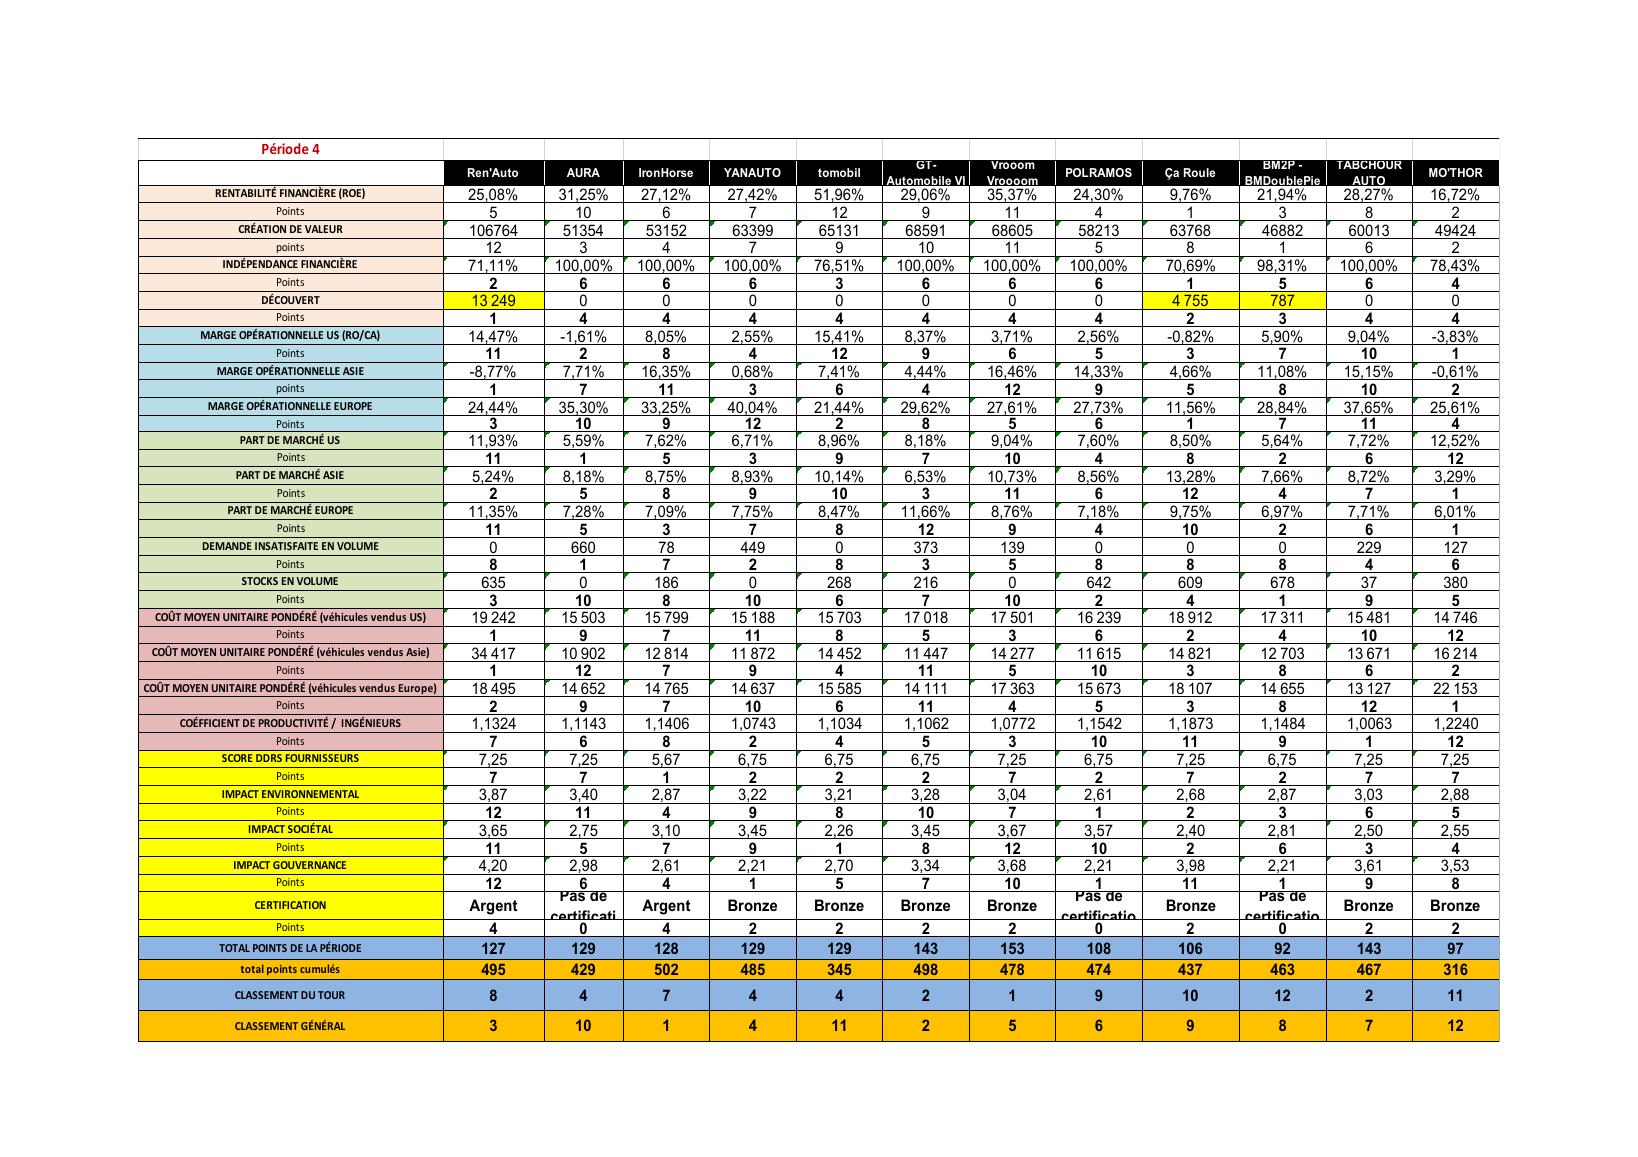 Période 4
Ren'Auto AURA IronHorse YANAUTO tomobil GT-Automobile VI Vrooom Vroooom POLRAMOS Ça Roule BM2P - BMDoublePie TABCHOUR AUTO MO'THOR
RENTABILITÉ FINANCIÈRE (ROE) 25,08% 31,25% 27,12% 27,42% 51,96% 29,06% 35,37% 24,30% 9,76% 21,94% 28,27% 16,72%
Points 5 10 6 7 12 9 11 4 1 3 8 2
CRÉATION DE VALEUR 106764 51354 53152 63399 65131 68591 68605 58213 63768 46882 60013 49424
points 12 3 4 7 9 10 11 5 8 1 6 2
INDÉPENDANCE FINANCIÈRE 71,11% 100,00% 100,00% 100,00% 76,51% 100,00% 100,00% 100,00% 70,69% 98,31% 100,00% 78,43%
Points 2 6 6 6 3 6 6 6 1 5 6 4
DÉCOUVERT 13 249 0 0 0 0 0 0 0 4 755 787 0 0
Points 1 4 4 4 4 4 4 4 2 3 4 4
MARGE OPÉRATIONNELLE US (RO/CA) 14,47% -1,61% 8,05% 2,55% 15,41% 8,37% 3,71% 2,56% -0,82% 5,90% 9,04% -3,83%
Points 11 2 8 4 12 9 6 5 3 7 10 1
MARGE OPÉRATIONNELLE ASIE -8,77% 7,71% 16,35% 0,68% 7,41% 4,44% 16,46% 14,33% 4,66% 11,08% 15,15% -0,61%
points 1 7 11 3 6 4 12 9 5 8 10 2
MARGE OPÉRATIONNELLE EUROPE 24,44% 35,30% 33,25% 40,04% 21,44% 29,62% 27,61% 27,73% 11,56% 28,84% 37,65% 25,61%
Points 3 10 9 12 2 8 5 6 1 7 11 4
PART DE MARCHÉ US 11,93% 5,59% 7,62% 6,71% 8,96% 8,18% 9,04% 7,60% 8,50% 5,64% 7,72% 12,52%
Points 11 1 5 3 9 7 10 4 8 2 6 12
PART DE MARCHÉ ASIE 5,24% 8,18% 8,75% 8,93% 10,14% 6,53% 10,73% 8,56% 13,28% 7,66% 8,72% 3,29%
Points 2 5 8 9 10 3 11 6 12 4 7 1
PART DE MARCHÉ EUROPE 11,35% 7,28% 7,09% 7,75% 8,47% 11,66% 8,76% 7,18% 9,75% 6,97% 7,71% 6,01%
Points 11 5 3 7 8 12 9 4 10 2 6 1
DEMANDE INSATISFAITE EN VOLUME 0 660 78 449 0 373 139 0 0 0 229 127
Points 8 1 7 2 8 3 5 8 8 8 4 6
STOCKS EN VOLUME 635 0 186 0 268 216 0 642 609 678 37 380
Points 3 10 8 10 6 7 10 2 4 1 9 5
COÛT MOYEN UNITAIRE PONDÉRÉ (véhicules vendus US) 19 242 15 503 15 799 15 188 15 703 17 018 17 501 16 239 18 912 17 311 15 481 14 746
Points 1 9 7 11 8 5 3 6 2 4 10 12
COÛT MOYEN UNITAIRE PONDÉRÉ (véhicules vendus Asie) 34 417 10 902 12 814 11 872 14 452 11 447 14 277 11 615 14 821 12 703 13 671 16 214
Points 1 12 7 9 4 11 5 10 3 8 6 2
COÛT MOYEN UNITAIRE PONDÉRÉ (véhicules vendus Europe) 18 495 14 652 14 765 14 637 15 585 14 111 17 363 15 673 18 107 14 655 13 127 22 153
Points 2 9 7 10 6 11 4 5 3 8 12 1
COÉFFICIENT DE PRODUCTIVITÉ / INGÉNIEURS 1,1324 1,1143 1,1406 1,0743 1,1034 1,1062 1,0772 1,1542 1,1873 1,1484 1,0063 1,2240
Points 7 6 8 2 4 5 3 10 11 9 1 12
SCORE DDRS FOURNISSEURS 7,25 7,25 5,67 6,75 6,75 6,75 7,25 6,75 7,25 6,75 7,25 7,25
Points 7 7 1 2 2 2 7 2 7 2 7 7
IMPACT ENVIRONNEMENTAL 3,87 3,40 2,87 3,22 3,21 3,28 3,04 2,61 2,68 2,87 3,03 2,88
Points 12 11 4 9 8 10 7 1 2 3 6 5
IMPACT SOCIÉTAL 3,65 2,75 3,10 3,45 2,26 3,45 3,67 3,57 2,40 2,81 2,50 2,55
Points 11 5 7 9 1 8 12 10 2 6 3 4
IMPACT GOUVERNANCE 4,20 2,98 2,61 2,21 2,70 3,34 3,68 2,21 3,98 2,21 3,61 3,53
Points 12 6 4 1 5 7 10 1 11 1 9 8
CERTIFICATION Argent Pas de certificati Argent Bronze Bronze Bronze Bronze Pas de certificatio Bronze Pas de certificatio Bronze Bronze
Points 4 0 4 2 2 2 2 0 2 0 2 2
TOTAL POINTS DE LA PÉRIODE 127 129 128 129 129 143 153 108 106 92 143 97
total points cumulés 495 429 502 485 345 498 478 474 437 463 467 316
CLASSEMENT DU TOUR 8 4 7 4 4 2 1 9 10 12 2 11
CLASSEMENT GÉNÉRAL 3 10 1 4 11 2 5 6 9 8 7 12